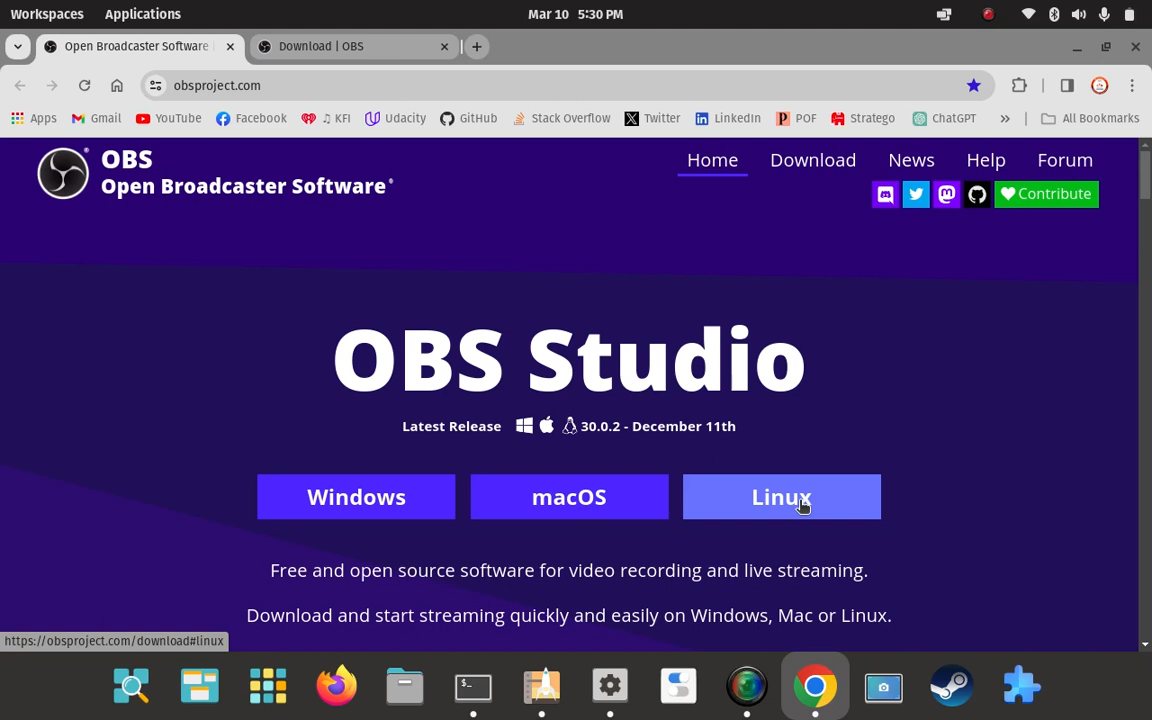 Workspaces Applications Mar 10 5:30 PM
Open Broadcaster Software Download | OBS
obsproject.com
Apps Gmail YouTube Facebook ♫ KFI Udacity GitHub Stack Overflow Twitter LinkedIn POF Stratego ChatGPT » All Bookmarks
OBS
Open Broadcaster Software®
Home Download News Help Forum
Contribute
OBS Studio
Latest Release 30.0.2 - December 11th
Windows macOS Linux
Free and open source software for video recording and live streaming.
Download and start streaming quickly and easily on Windows, Mac or Linux.
https://obsproject.com/download#linux
$_